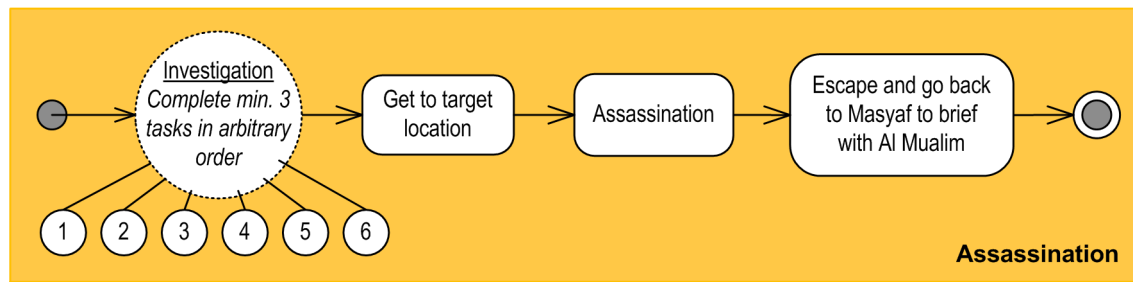 Investigation
Complete min. 3
tasks in arbitrary
order
Get to target
location
Assassination
Escape and go back
to Masyaf to brief
with Al Mualim
1
2
3
4
5
6
Assassination